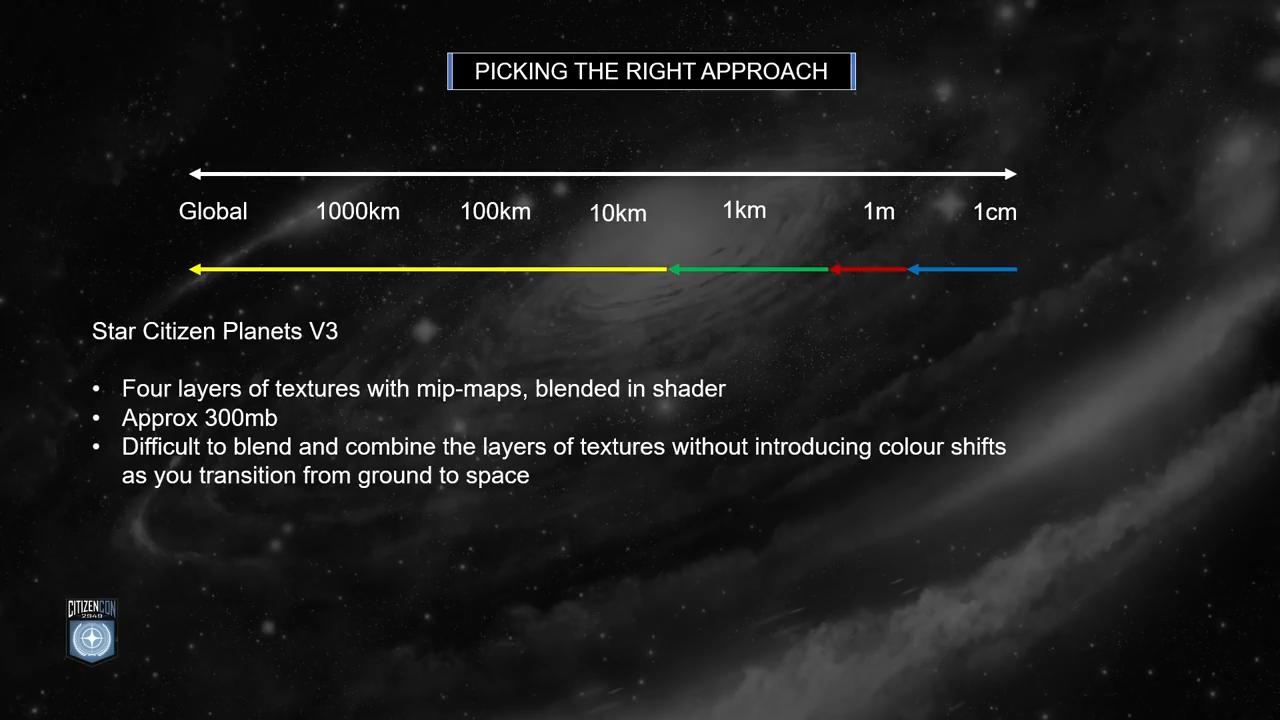 PICKING THE RIGHT APPROACH
Global 1000km 100km 10km 1km 1m 1cm
Star Citizen Planets V3
• Four layers of textures with mip-maps, blended in shader
• Approx 300mb
• Difficult to blend and combine the layers of textures without introducing colour shifts
as you transition from ground to space
CITIZENCON
2949